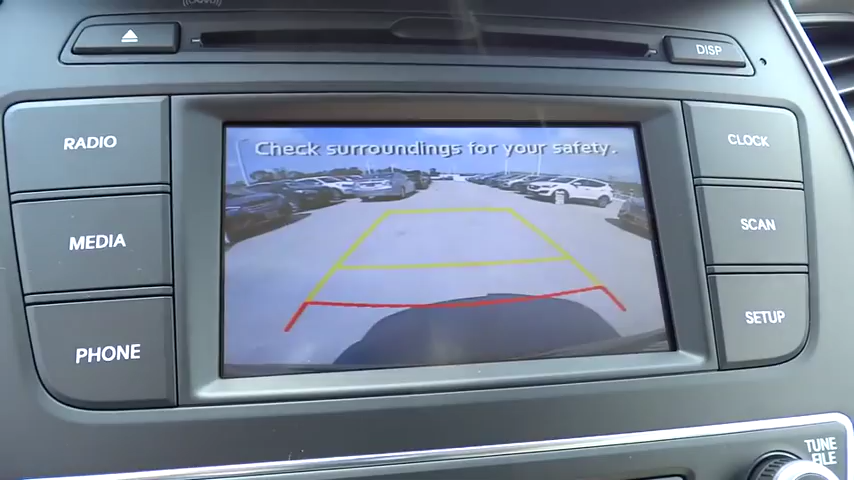 DISP
RADIO
MEDIA
PHONE
Check surroundings for your safety.
CLOCK
SCAN
SETUP
TUNE
FILE